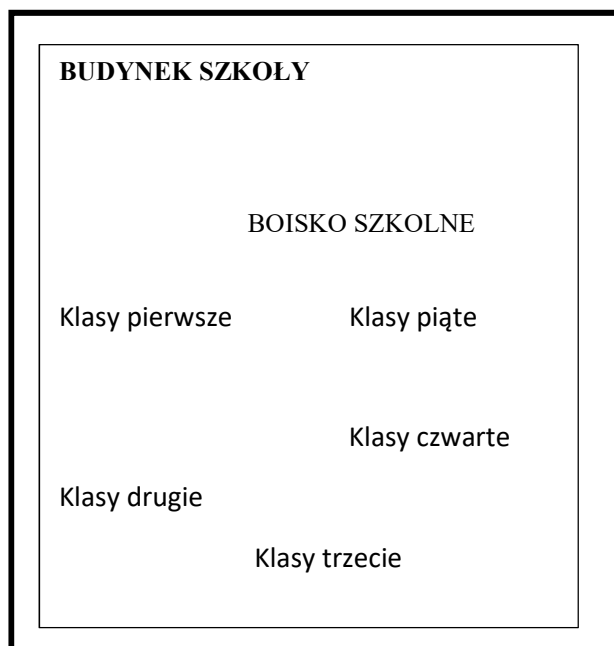 BUDYNEK SZKOŁY
BOISKO SZKOLNE
Klasy pierwsze Klasy piąte
Klasy czwarte
Klasy drugie
Klasy trzecie